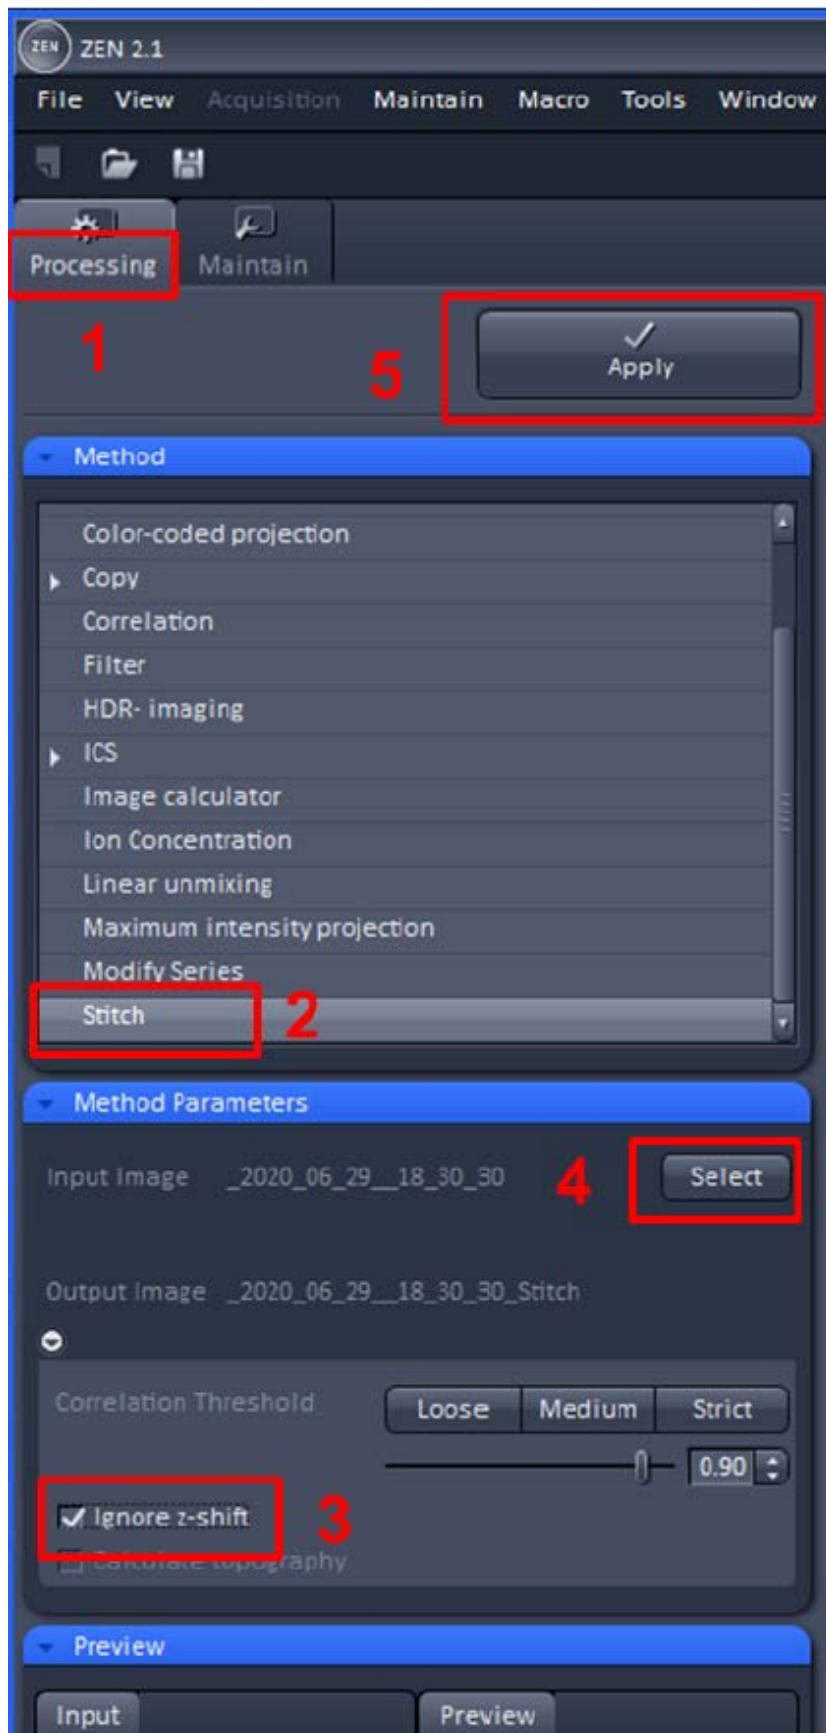 ZEN ZEN 2.1
File View Acquisition Maintain Macro Tools Window
Processing Maintain
1
5 Apply
Method
Color-coded projection
Copy
Correlation
Filter
HDR- imaging
ICS
Image calculator
Ion Concentration
Linear unmixing
Maximum intensity projection
Modify Series
Stitch 2
Method Parameters
Input Image _2020_06_29__18_30_30 4 Select
Output Image _2020_06_29__18_30_30_Stitch
Correlation Threshold Loose Medium Strict
0.90
Ignore z-shift 3
Calculate topography
Preview
Input Preview